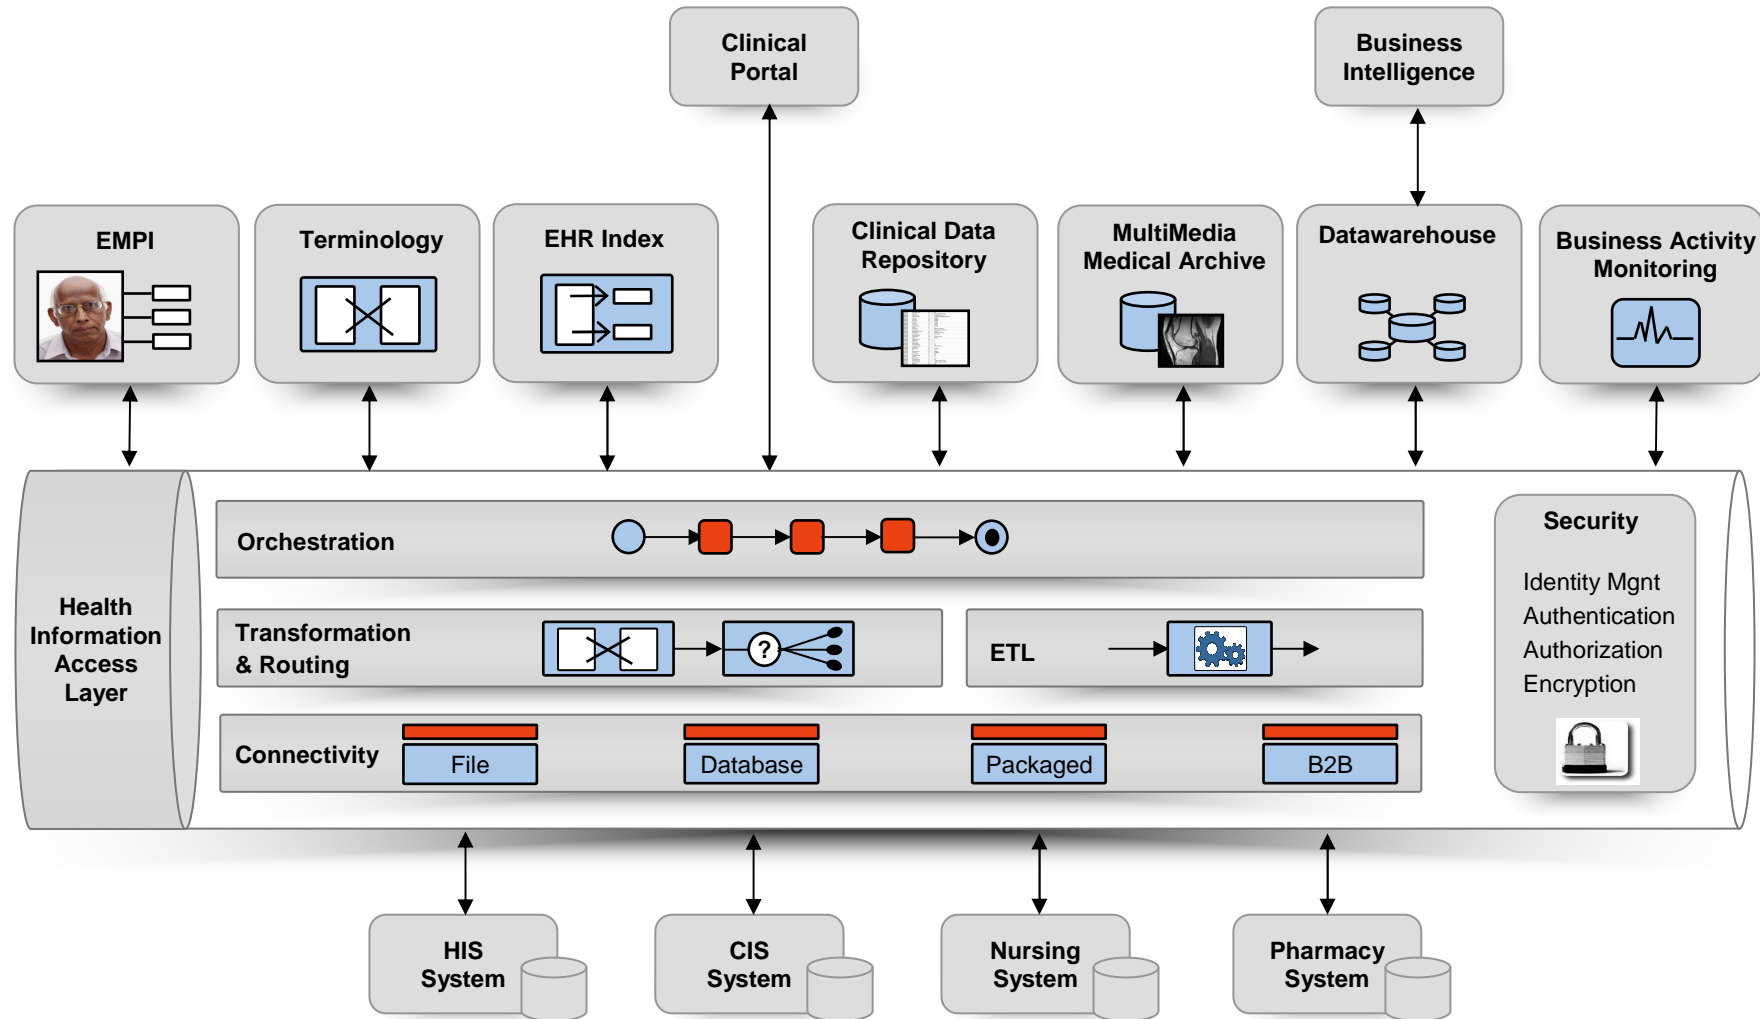 Clinical
Portal
Business
Intelligence
EMPI
Terminology
EHR Index
Clinical Data
Repository
MultiMedia
Medical Archive
Datawarehouse
Business Activity
Monitoring
Health
Information
Access
Layer
Orchestration
Transformation
& Routing
?
ETL
Connectivity
File
Database
Packaged
B2B
Security
Identity Mgnt
Authentication
Authorization
Encryption
HIS
System
CIS
System
Nursing
System
Pharmacy
System